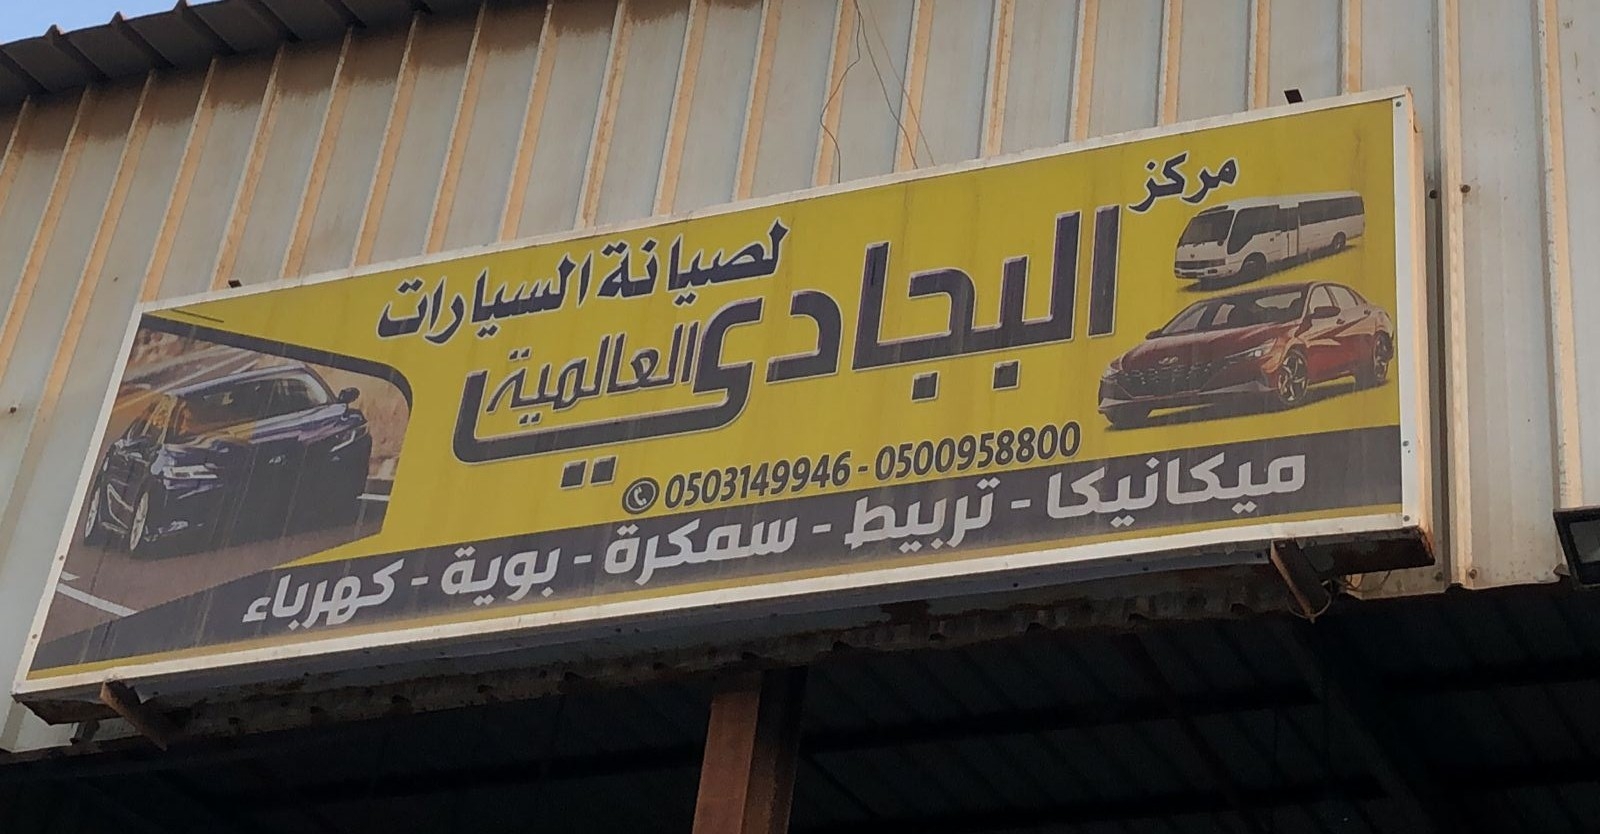 مركز
البجادي
لصيانة السيارات
العالمية
0503149946 - 0500958800
ميكانيكا - تربيط - سمكرة - بوية - كهرباء